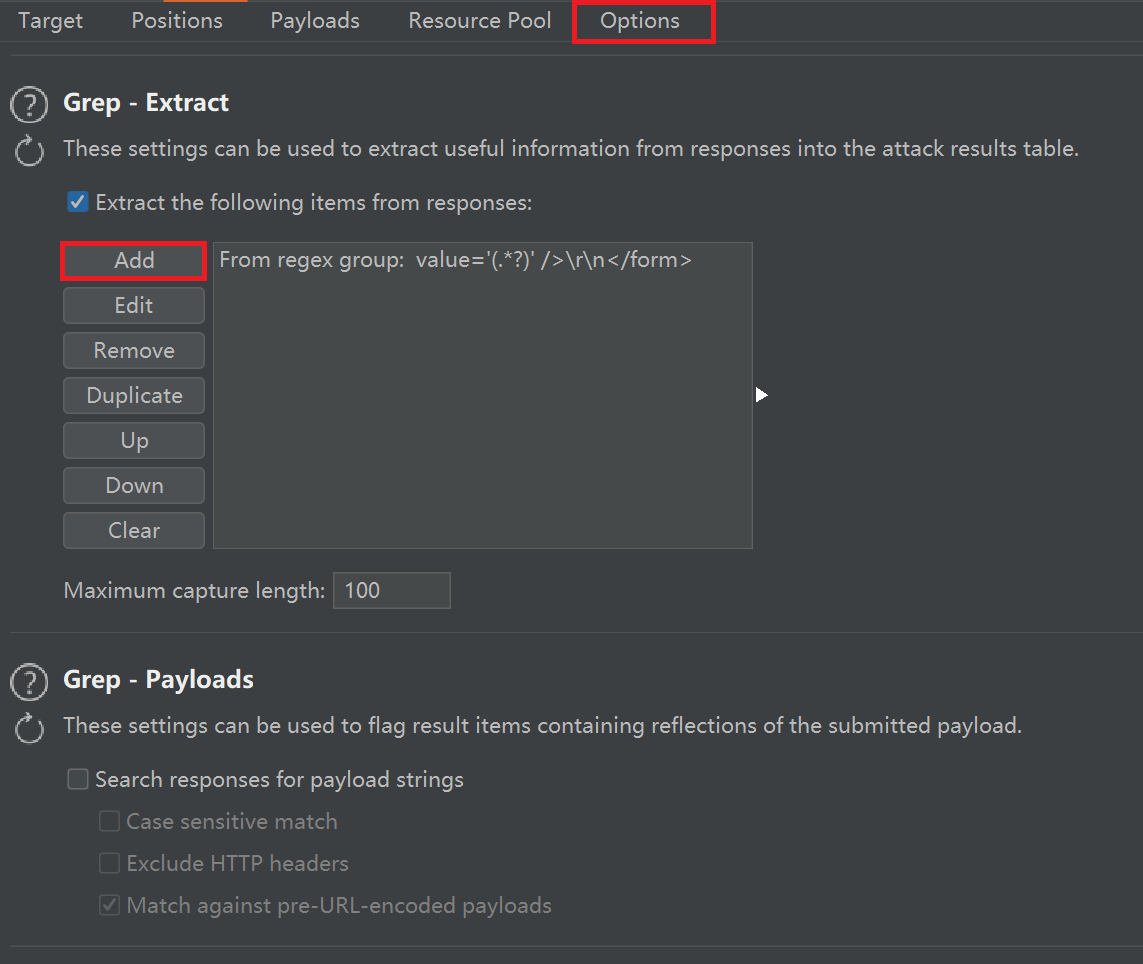 Target Positions Payloads Resource Pool Options
Grep - Extract
These settings can be used to extract useful information from responses into the attack results table.
Extract the following items from responses:
Add
From regex group:  value='(.*?)' />\r\n</form>
Edit
Remove
Duplicate
Up
Down
Clear
Maximum capture length: 100
Grep - Payloads
These settings can be used to flag result items containing reflections of the submitted payload.
Search responses for payload strings
Case sensitive match
Exclude HTTP headers
Match against pre-URL-encoded payloads